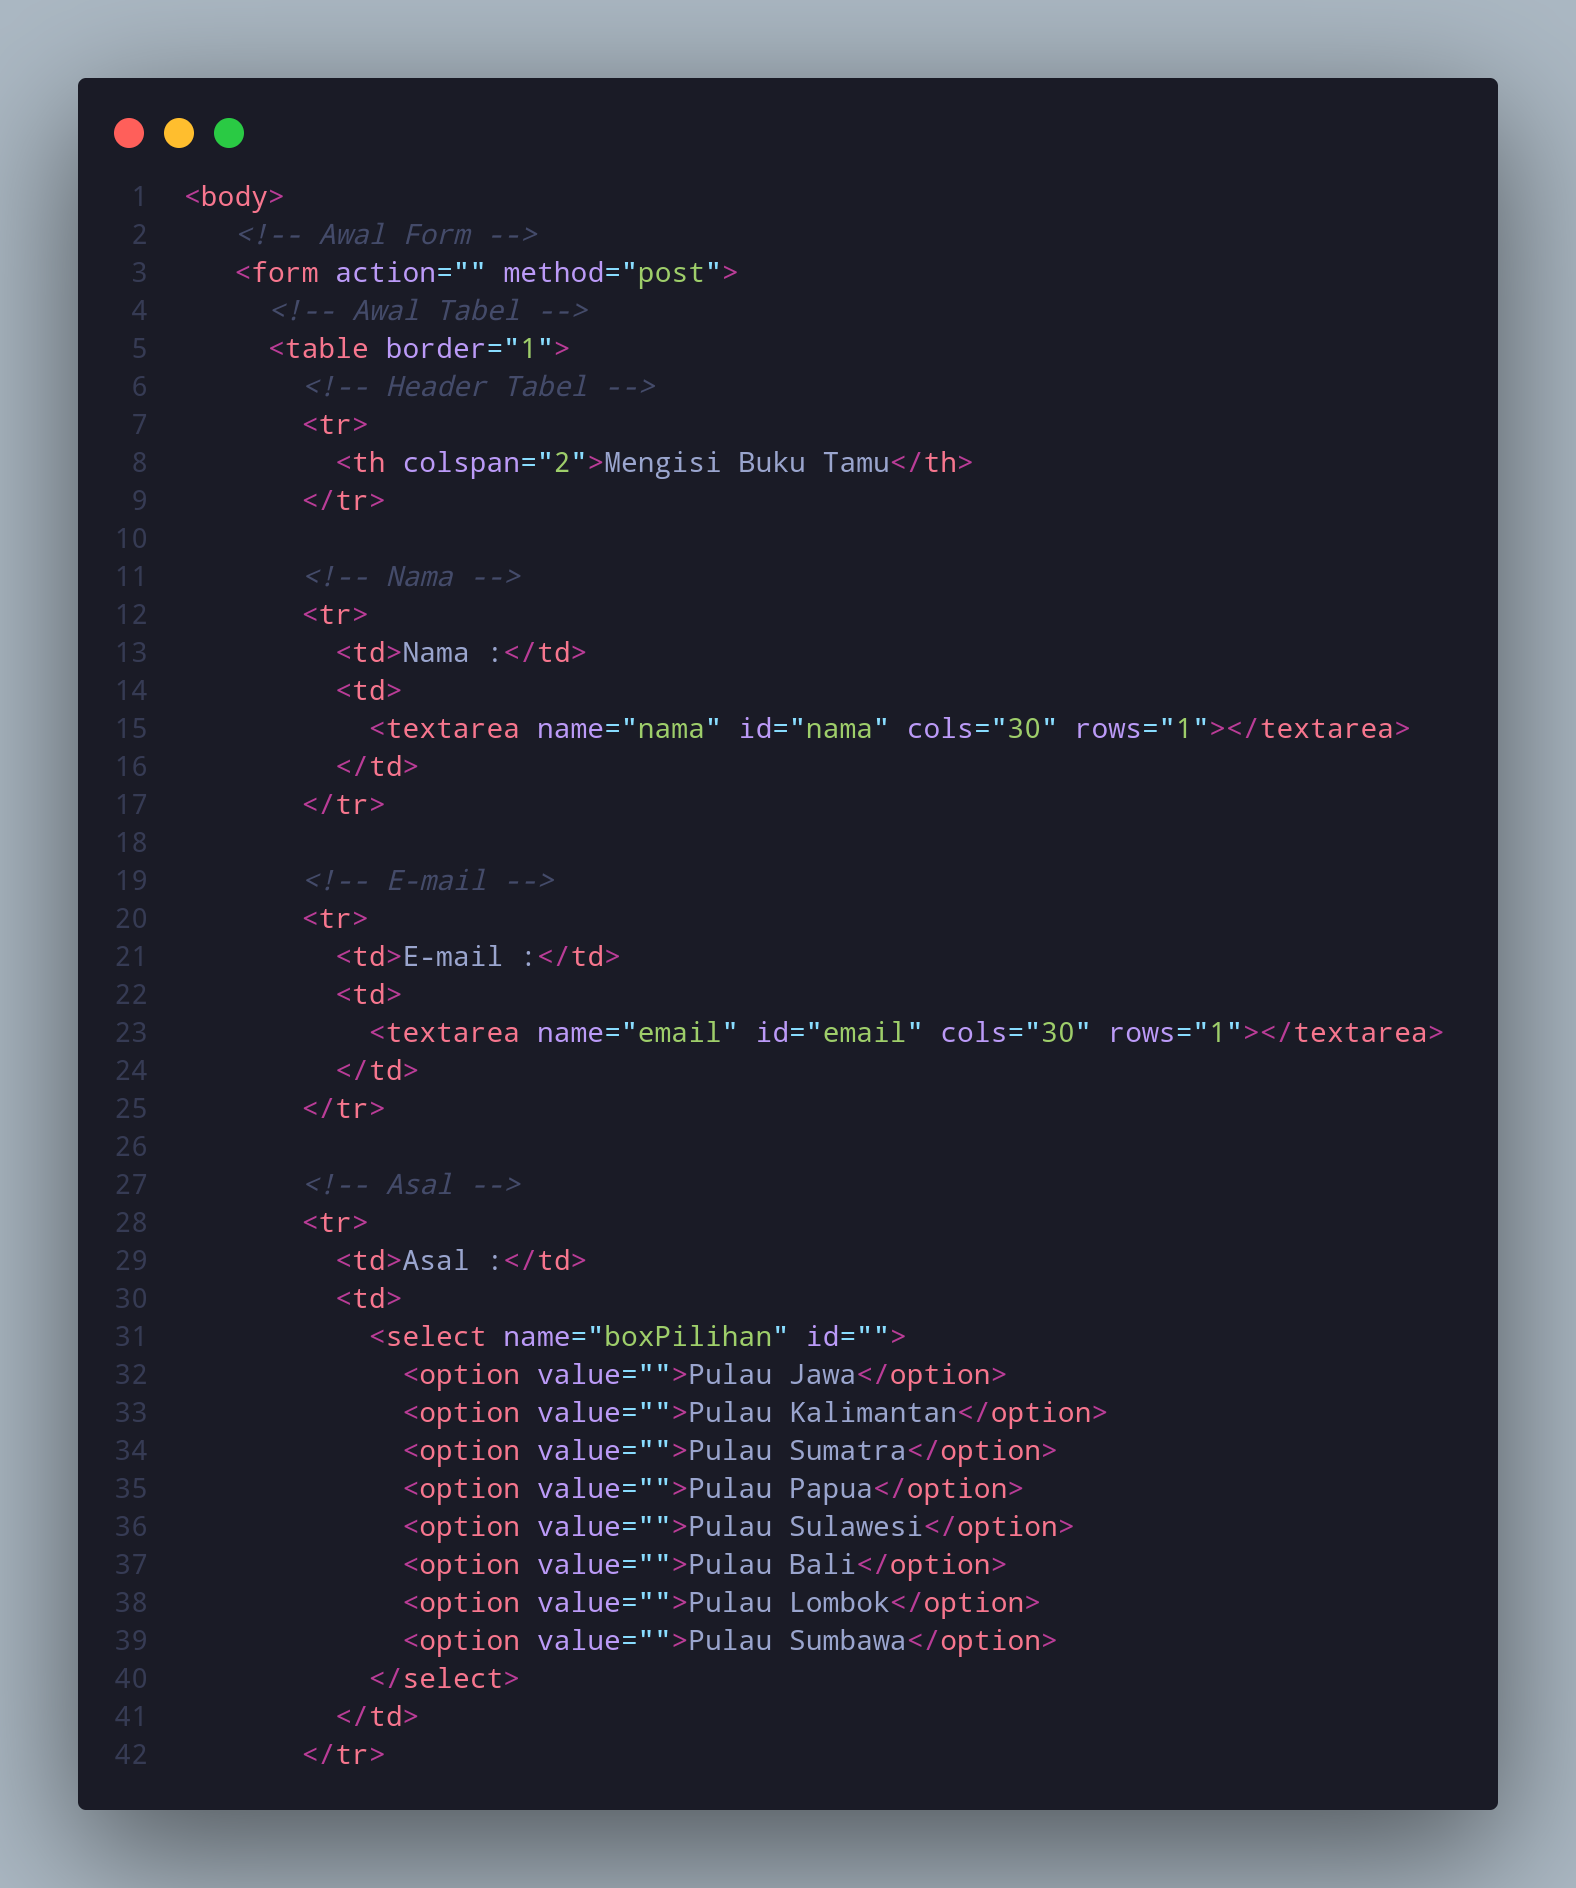 1 <body>
2    <!-- Awal Form -->
3    <form action="" method="post">
4      <!-- Awal Tabel -->
5      <table border="1">
6        <!-- Header Tabel -->
7        <tr>
8          <th colspan="2">Mengisi Buku Tamu</th>
9        </tr>
10
11        <!-- Nama -->
12        <tr>
13          <td>Nama :</td>
14          <td>
15            <textarea name="nama" id="nama" cols="30" rows="1"></textarea>
16          </td>
17        </tr>
18
19        <!-- E-mail -->
20        <tr>
21          <td>E-mail :</td>
22          <td>
23            <textarea name="email" id="email" cols="30" rows="1"></textarea>
24          </td>
25        </tr>
26
27        <!-- Asal -->
28        <tr>
29          <td>Asal :</td>
30          <td>
31            <select name="boxPilihan" id="">
32              <option value="">Pulau Jawa</option>
33              <option value="">Pulau Kalimantan</option>
34              <option value="">Pulau Sumatra</option>
35              <option value="">Pulau Papua</option>
36              <option value="">Pulau Sulawesi</option>
37              <option value="">Pulau Bali</option>
38              <option value="">Pulau Lombok</option>
39              <option value="">Pulau Sumbawa</option>
40            </select>
41          </td>
42        </tr>